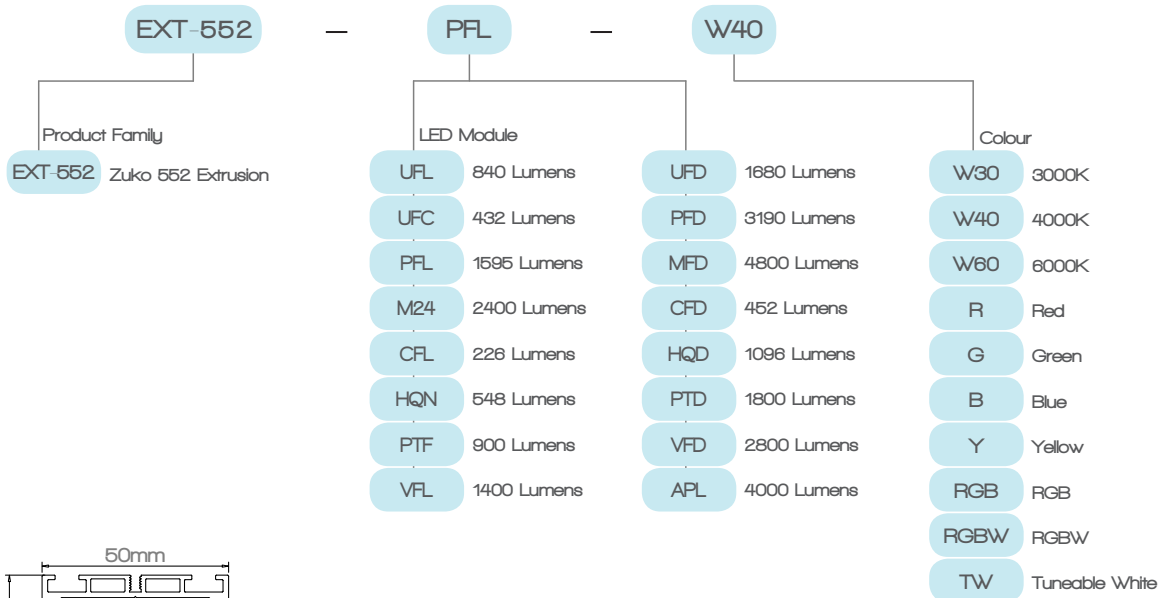 EXT-552 – PFL – W40
Product Family
EXT-552 Zuko 552 Extrusion
LED Module
UFL 840 Lumens
UFC 432 Lumens
PFL 1595 Lumens
M24 2400 Lumens
CFL 226 Lumens
HQN 548 Lumens
PTF 900 Lumens
VFL 1400 Lumens
UFD 1680 Lumens
PFD 3190 Lumens
MFD 4800 Lumens
CFD 452 Lumens
HQD 1096 Lumens
PTD 1800 Lumens
VFD 2800 Lumens
APL 4000 Lumens
Colour
W30 3000K
W40 4000K
W60 6000K
R Red
G Green
B Blue
Y Yellow
RGB RGB
RGBW RGBW
TW Tuneable White
50mm